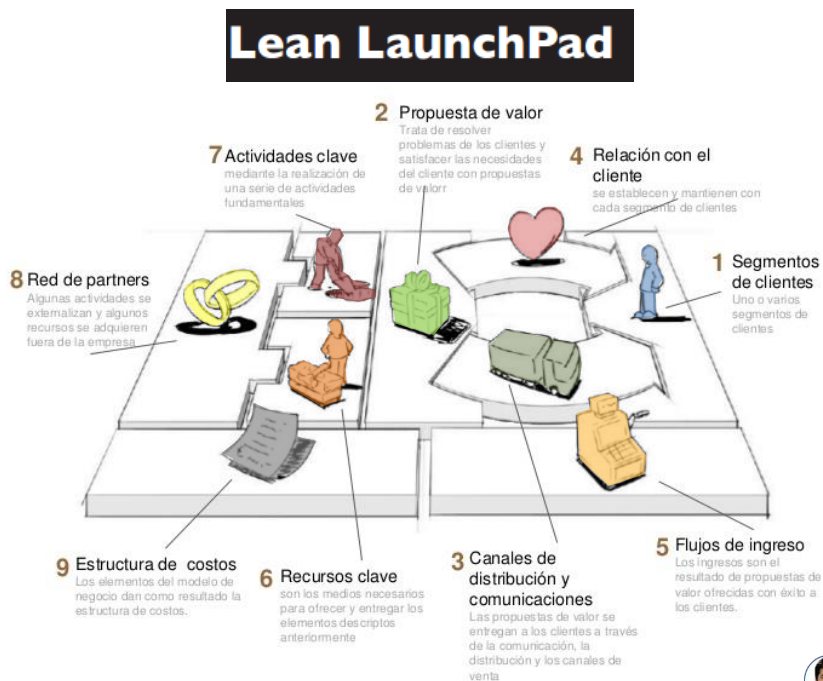 Lean LaunchPad
2 Propuesta de valor
Trata de resolver
problemas de los clientes y
satisfacer las necesidades
del cliente con propuestas
de valorr
7 Actividades clave
mediante la realización de
una serie de actividades
fundamentales
4 Relación con el
cliente
se establecen y mantienen con
cada segmento de clientes
8 Red de partners
Algunas actividades se
externalizan y algunos
recursos se adquieren
fuera de la empresa
1 Segmentos
de clientes
Uno o varios
segmentos de
clientes
9 Estructura de costos
Los elementos del modelo de
negocio dan como resultado la
estructura de costos.
6 Recursos clave
son los medios necesarios
para ofrecer y entregar los
elementos descriptos
anteriormente
3 Canales de
distribución y
comunicaciones
Las propuestas de valor se
entregan a los clientes a través
de la comunicación, la
distribución y los canales de
venta
5 Flujos de ingreso
Los ingresos son el
resultado de propuestas de
valor ofrecidas con éxito a
los clientes.